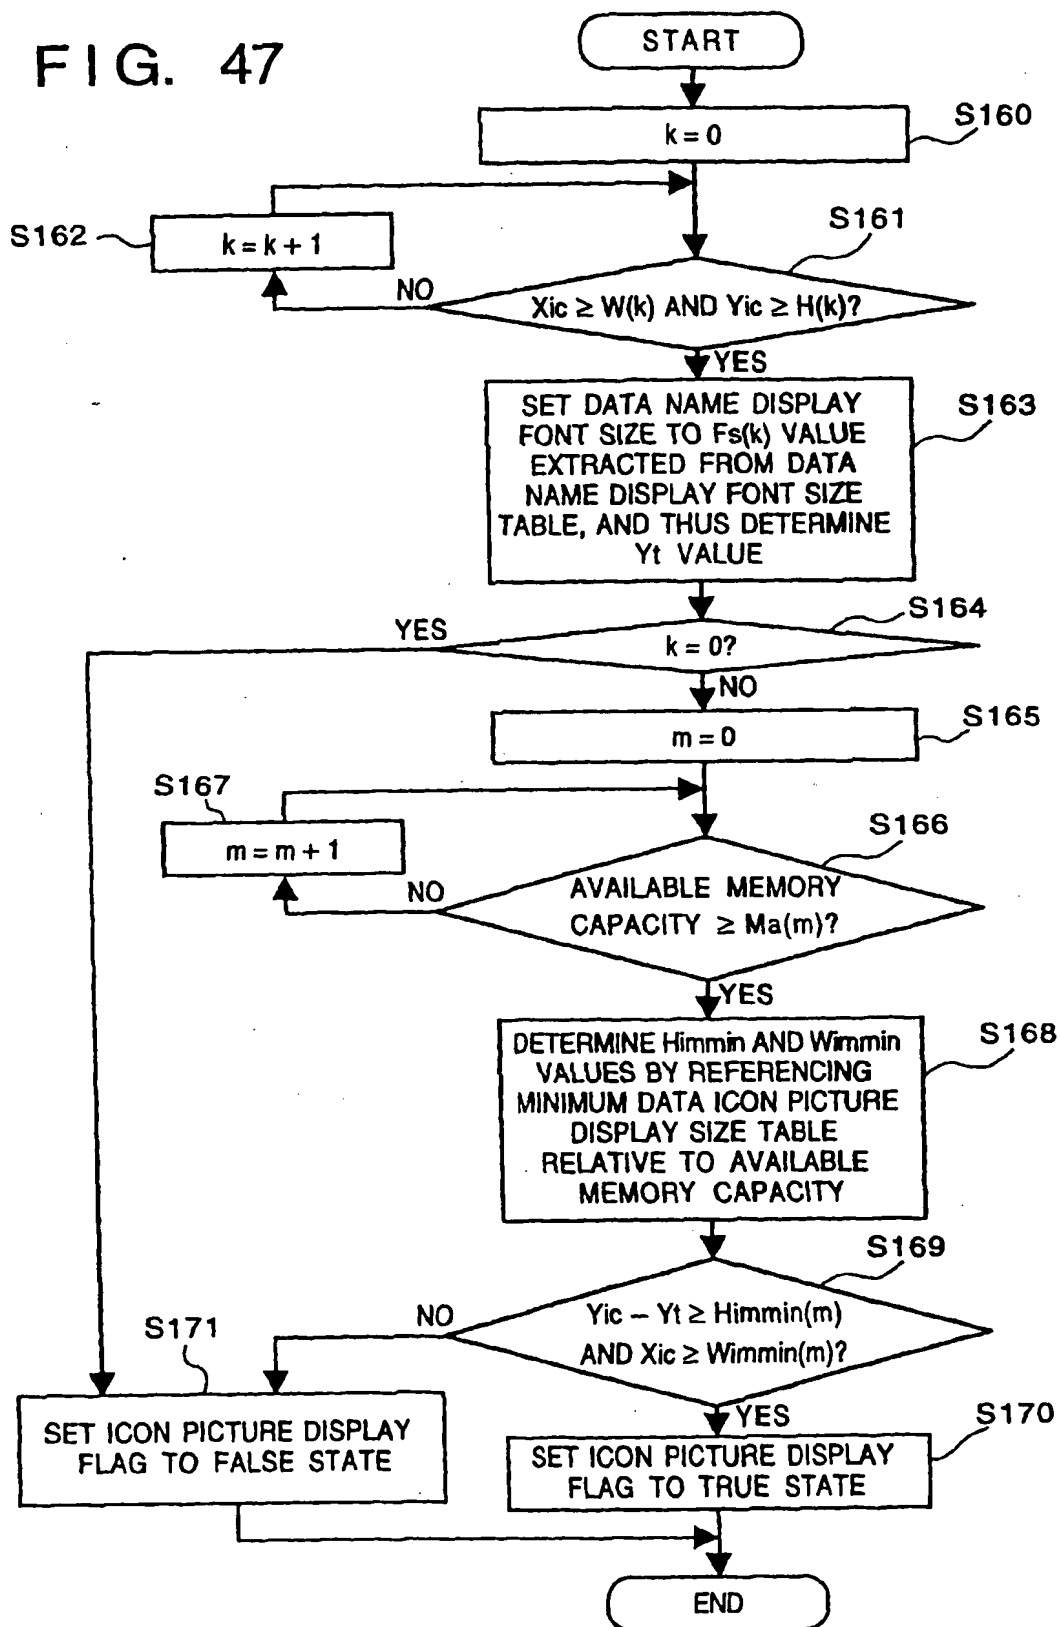 FIG. 47
START
k = 0
S160
S162
k = k + 1
S161
NO
Xic ≥ W(k) AND Yic ≥ H(k)?
YES
SET DATA NAME DISPLAY
FONT SIZE TO Fs(k) VALUE
EXTRACTED FROM DATA
NAME DISPLAY FONT SIZE
TABLE, AND THUS DETERMINE
Yt VALUE
S163
S164
YES
k = 0?
NO
S165
m = 0
S167
m = m + 1
S166
NO
AVAILABLE MEMORY
CAPACITY ≥ Ma(m)?
YES
DETERMINE Himmin AND Wimmin
VALUES BY REFERENCING
MINIMUM DATA ICON PICTURE
DISPLAY SIZE TABLE
RELATIVE TO AVAILABLE
MEMORY CAPACITY
S168
S169
NO
Yic – Yt ≥ Himmin(m)
AND Xic ≥ Wimmin(m)?
S171
YES
S170
SET ICON PICTURE DISPLAY
FLAG TO FALSE STATE
SET ICON PICTURE DISPLAY
FLAG TO TRUE STATE
END